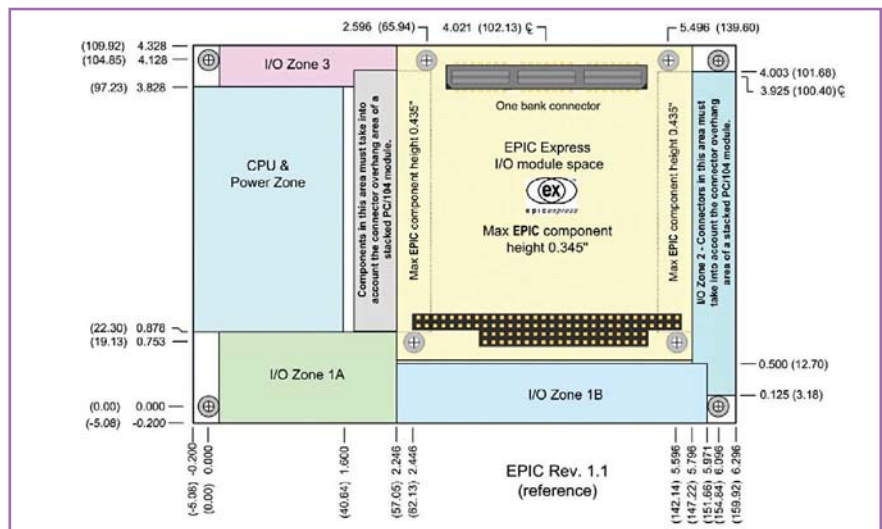 2.596 (65.94)
4.021 (102.13) ℄
5.496 (139.60)
(109.92) 4.328
(104.85) 4.128
(97.23) 3.828
I/O Zone 3
4.003 (101.68)
3.925 (100.40) ℄
One bank connector
CPU &
Power Zone
Components in this area must take into
account the connector overhang area of a
stacked PC/104 module.
Max EPIC component height 0.435"
EPIC Express
I/O module space
ex
epicexpress
Max EPIC component
height 0.345"
Max EPIC component height 0.435"
I/O Zone 2 - Connectors in this area must
take into account the connector overhang
area of a stacked PC/104 module.
(22.30) 0.878
(19.13) 0.753
I/O Zone 1A
I/O Zone 1B
0.500 (12.70)
0.125 (3.18)
(0.00) 0.000
(-5.08) -0.200
(-5.08) -0.200
(0.00) 0.000
(40.64) 1.600
(57.05) 2.246
(62.13) 2.446
EPIC Rev. 1.1
(reference)
(142.14) 5.596
(147.22) 5.796
(151.66) 5.971
(154.84) 6.096
(159.92) 6.296